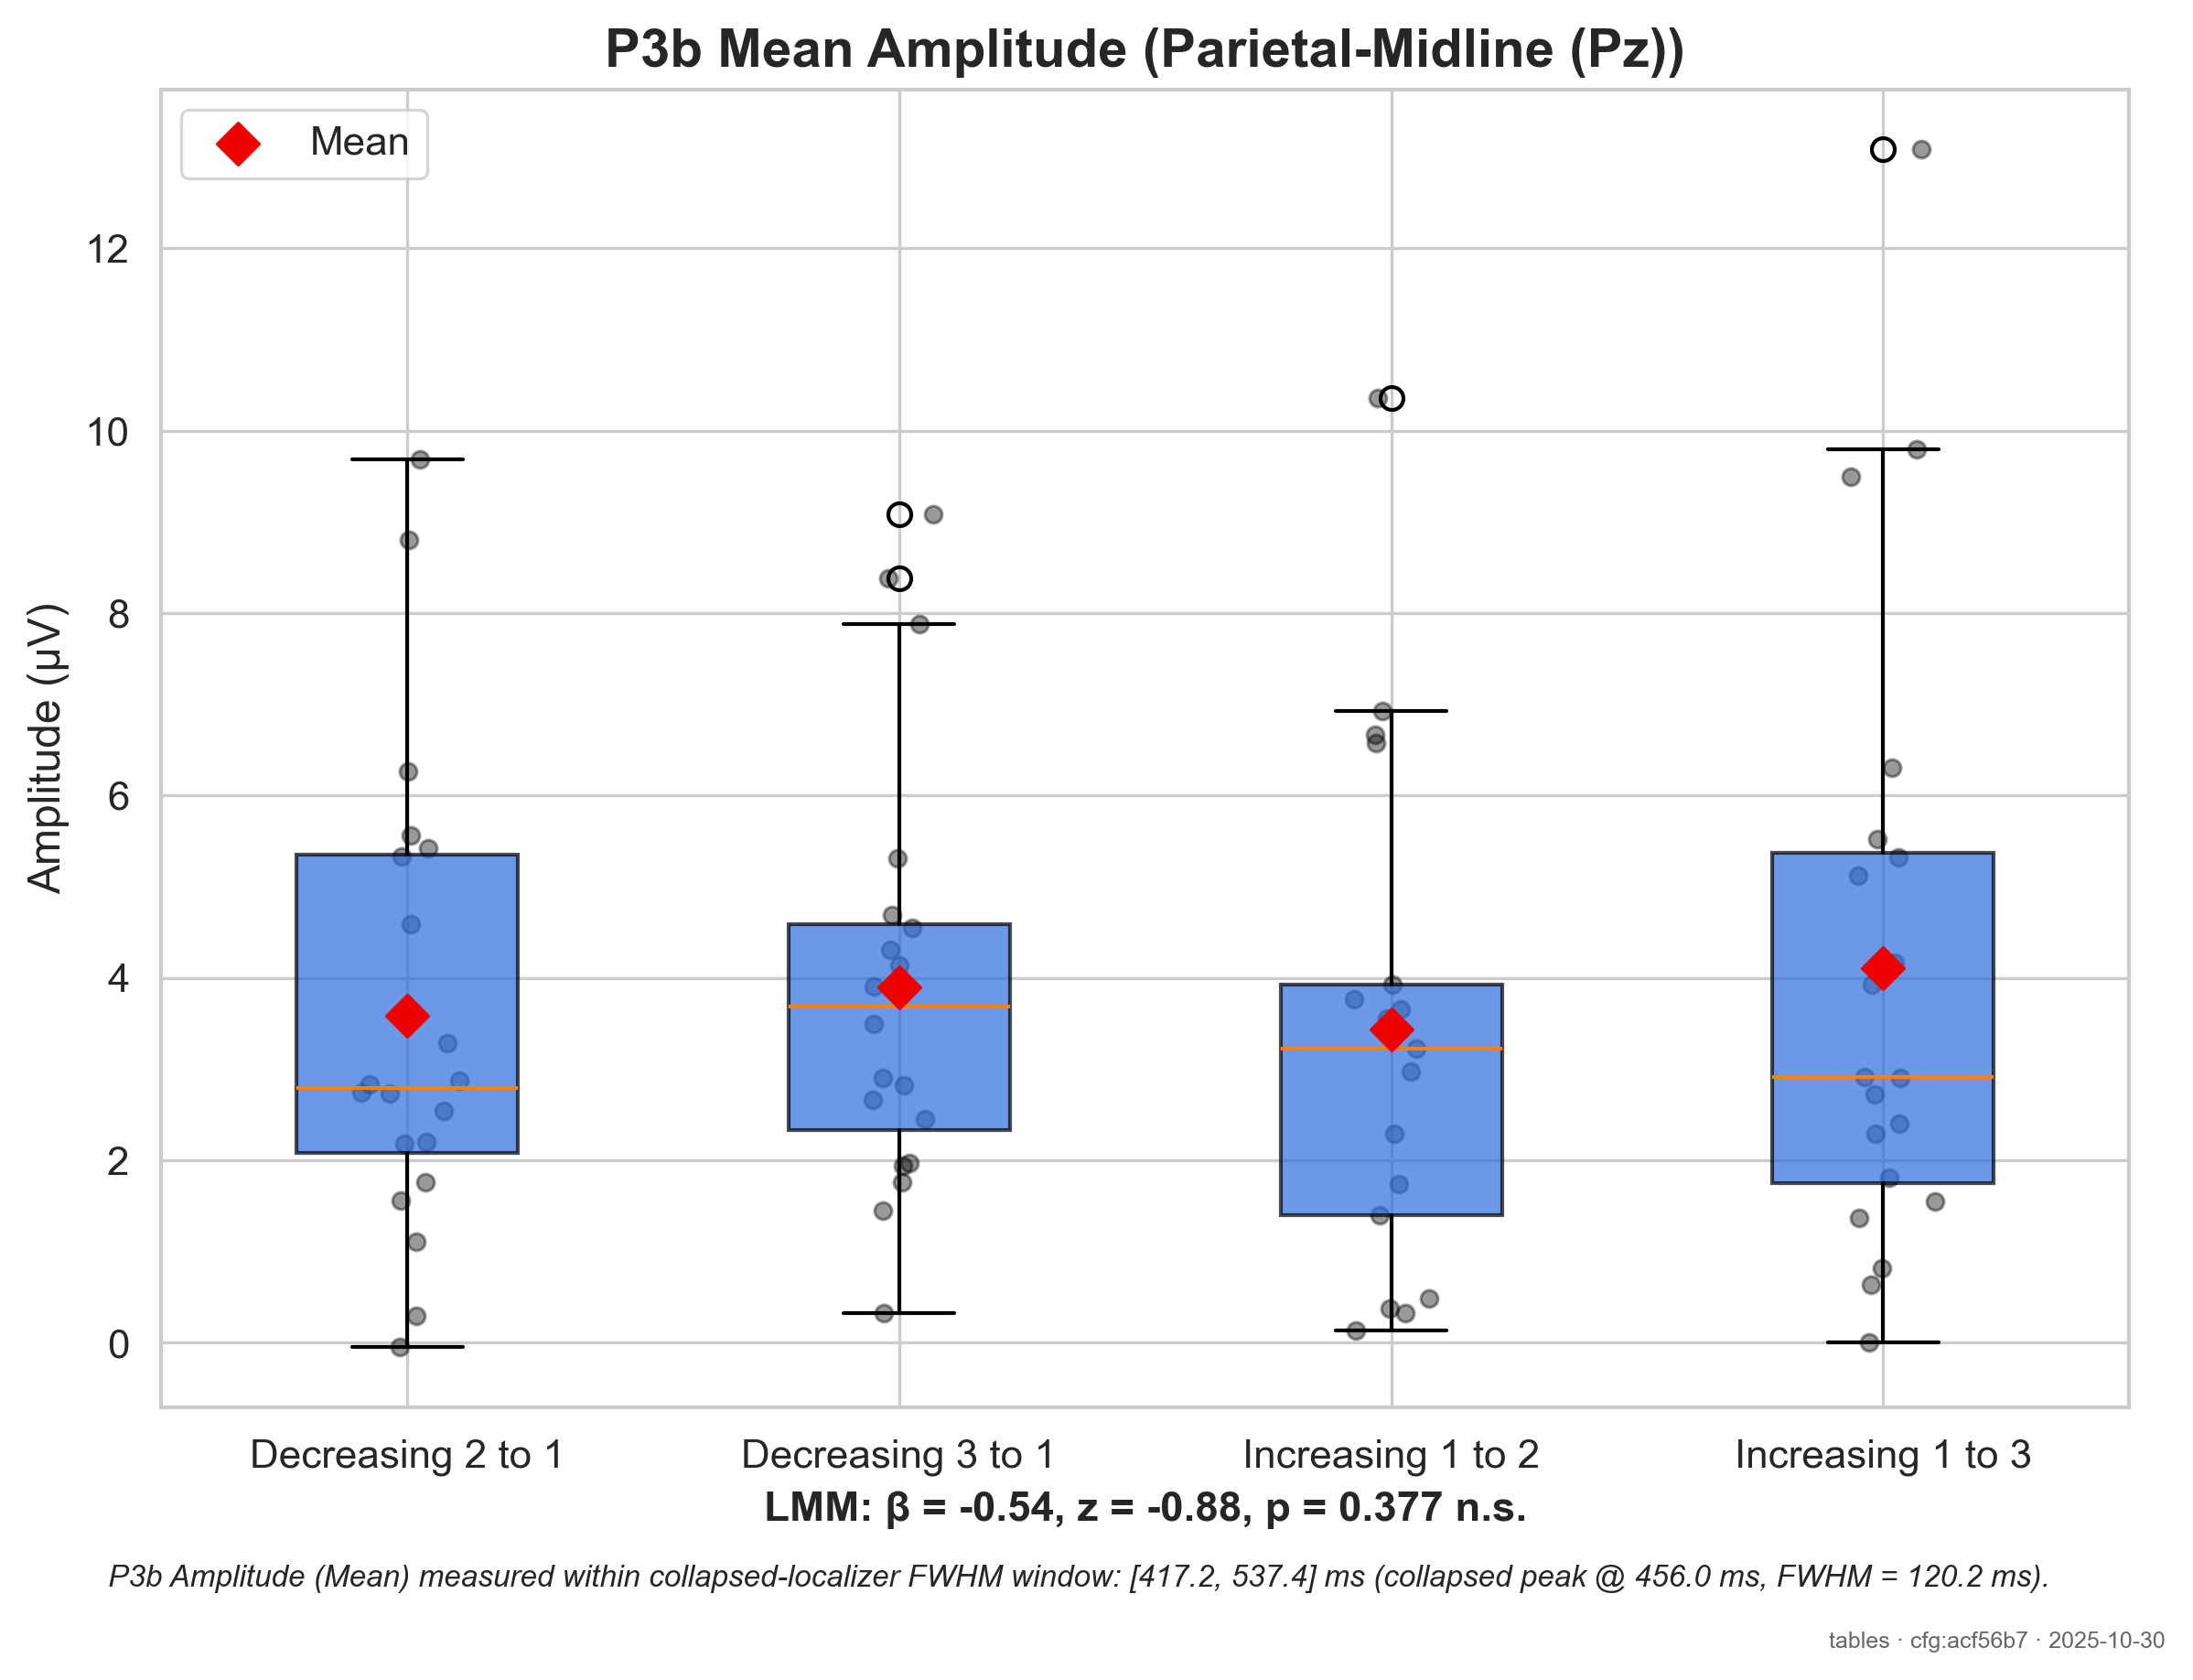 P3b Mean Amplitude (Parietal-Midline (Pz))
Mean
12
10
8
6
4
2
0
Amplitude (µV)
Decreasing 2 to 1
Decreasing 3 to 1
Increasing 1 to 2
Increasing 1 to 3
LMM: β = -0.54, z = -0.88, p = 0.377 n.s.
P3b Amplitude (Mean) measured within collapsed-localizer FWHM window: [417.2, 537.4] ms (collapsed peak @ 456.0 ms, FWHM = 120.2 ms).
tables · cfg:acf56b7 · 2025-10-30